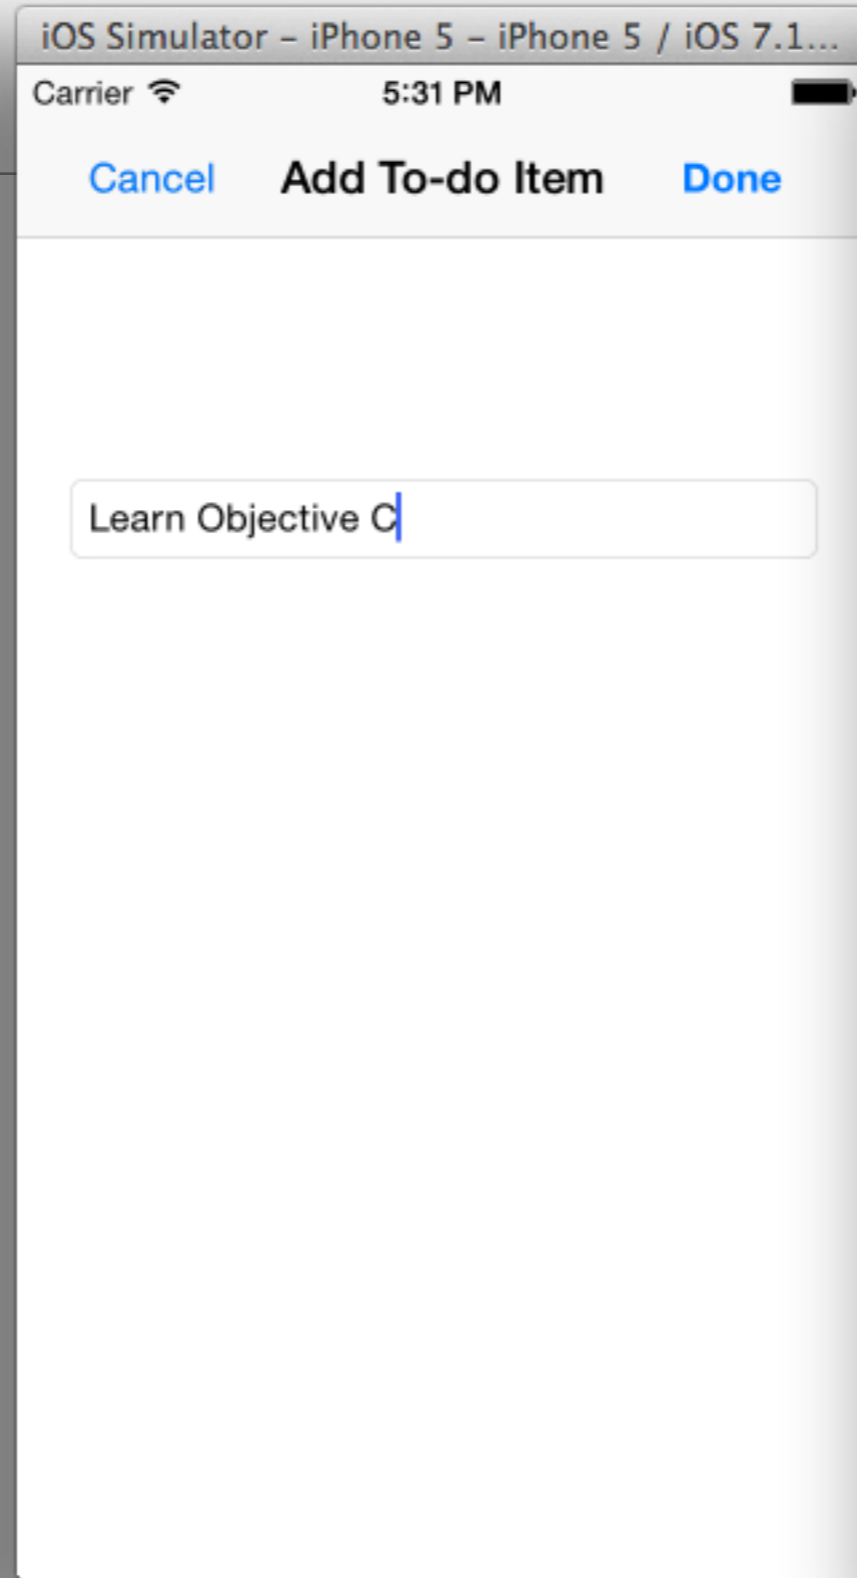 iOS Simulator – iPhone 5 – iPhone 5 / iOS 7.1...
Carrier 5:31 PM
Cancel Add To-do Item Done
Learn Objective C